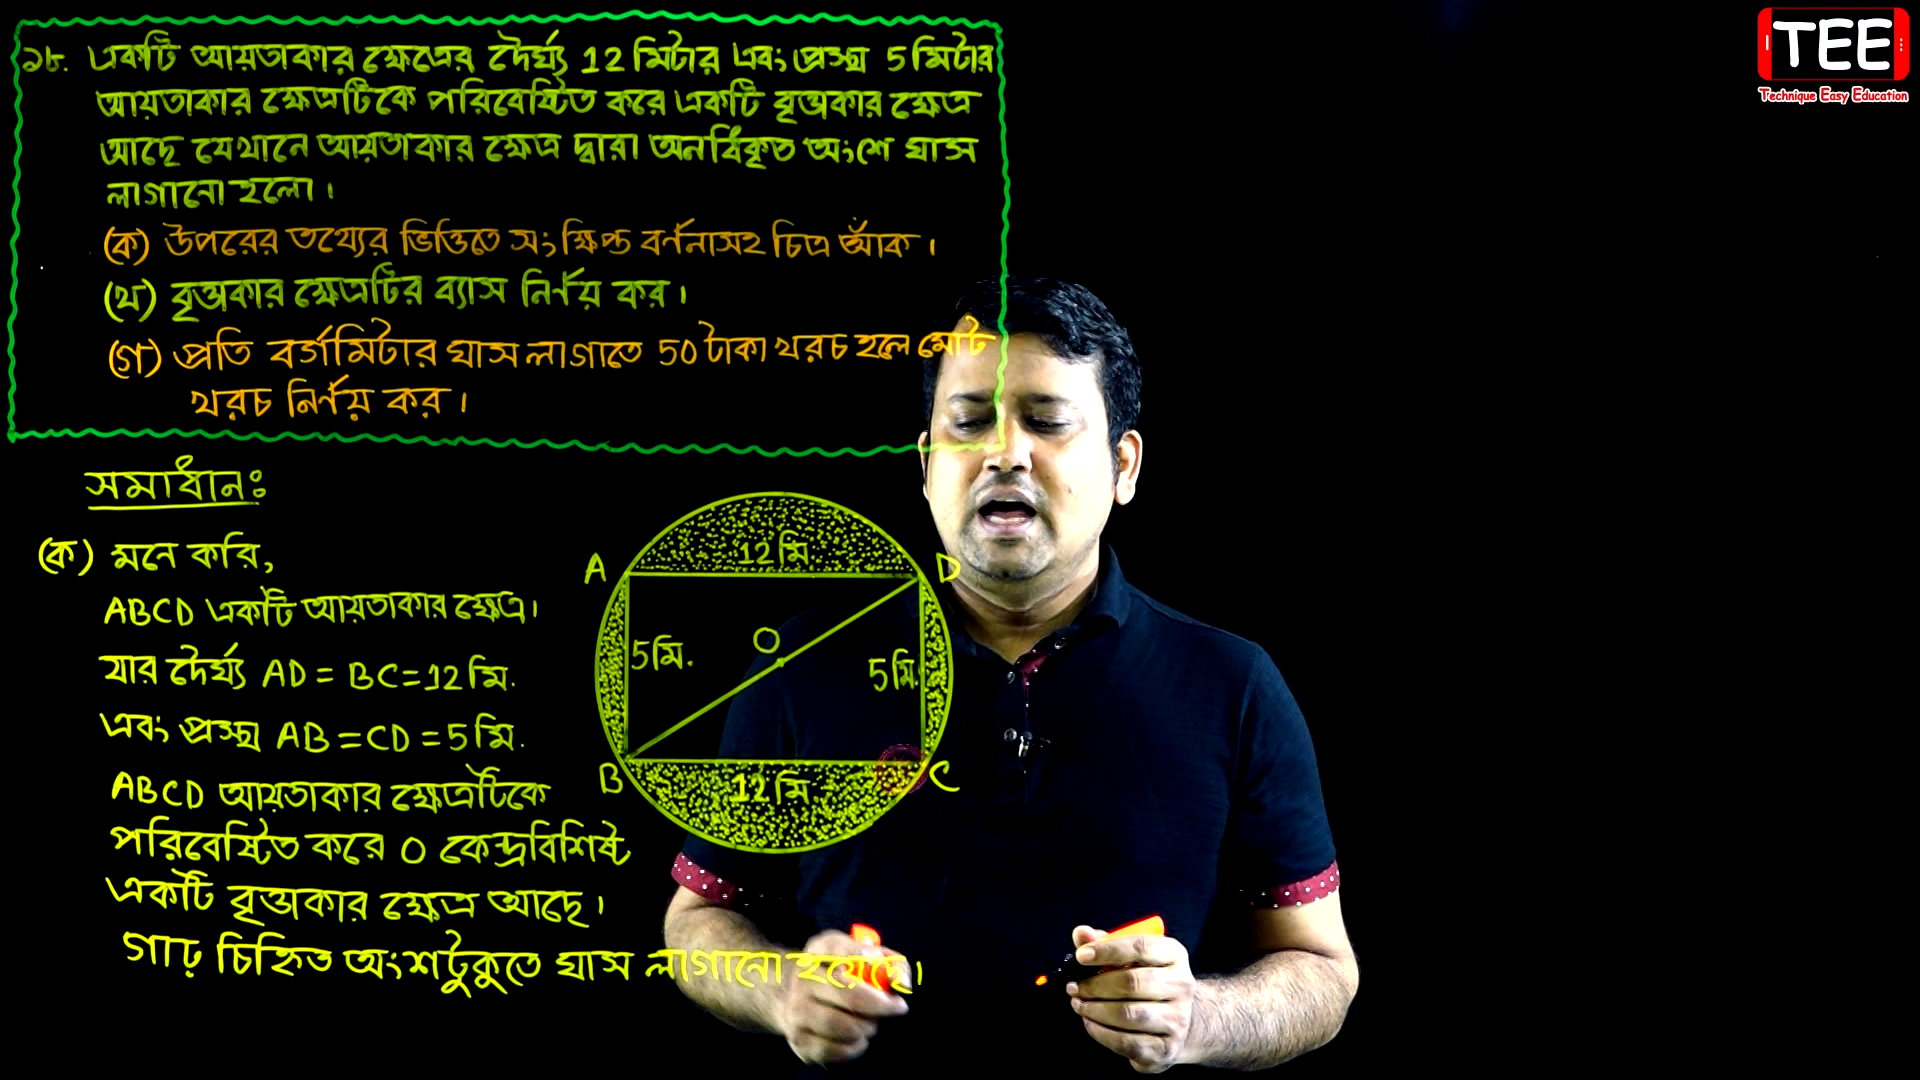 TEE
Technique Easy Education
১৮. একটি আয়তাকার ক্ষেত্রের দৈর্ঘ্য 12 মিটার এবং প্রস্থ 5 মিটার
আয়তাকার ক্ষেত্রটিকে পরিবেষ্টিত করে একটি বৃত্তাকার ক্ষেত্র
আছে যেখানে আয়তাকার ক্ষেত্র দ্বারা অনধিকৃত অংশে ঘাস
লাগানো হলো।
(ক) উপরের তথ্যের ভিত্তিতে সংক্ষিপ্ত বর্ণনাসহ চিত্র আঁক।
(খ) বৃত্তাকার ক্ষেত্রটির ব্যাস নির্ণয় কর।
(গ) প্রতি বর্গমিটার ঘাস লাগাতে 50 টাকা খরচ হলে মোট
খরচ নির্ণয় কর।
সমাধানঃ
(ক) মনে করি,
ABCD একটি আয়তাকার ক্ষেত্র।
যার দৈর্ঘ্য AD = BC = 12 মি.
এবং প্রস্থ AB = CD = 5 মি.
ABCD আয়তাকার ক্ষেত্রটিকে
পরিবেষ্টিত করে O কেন্দ্রবিশিষ্ট
একটি বৃত্তাকার ক্ষেত্র আছে।
গাঢ় চিহ্নিত অংশটুকুতে ঘাস লাগানো হয়েছে।
12 মি.
A
D
O
5 মি.
5 মি.
B
12 মি.
C